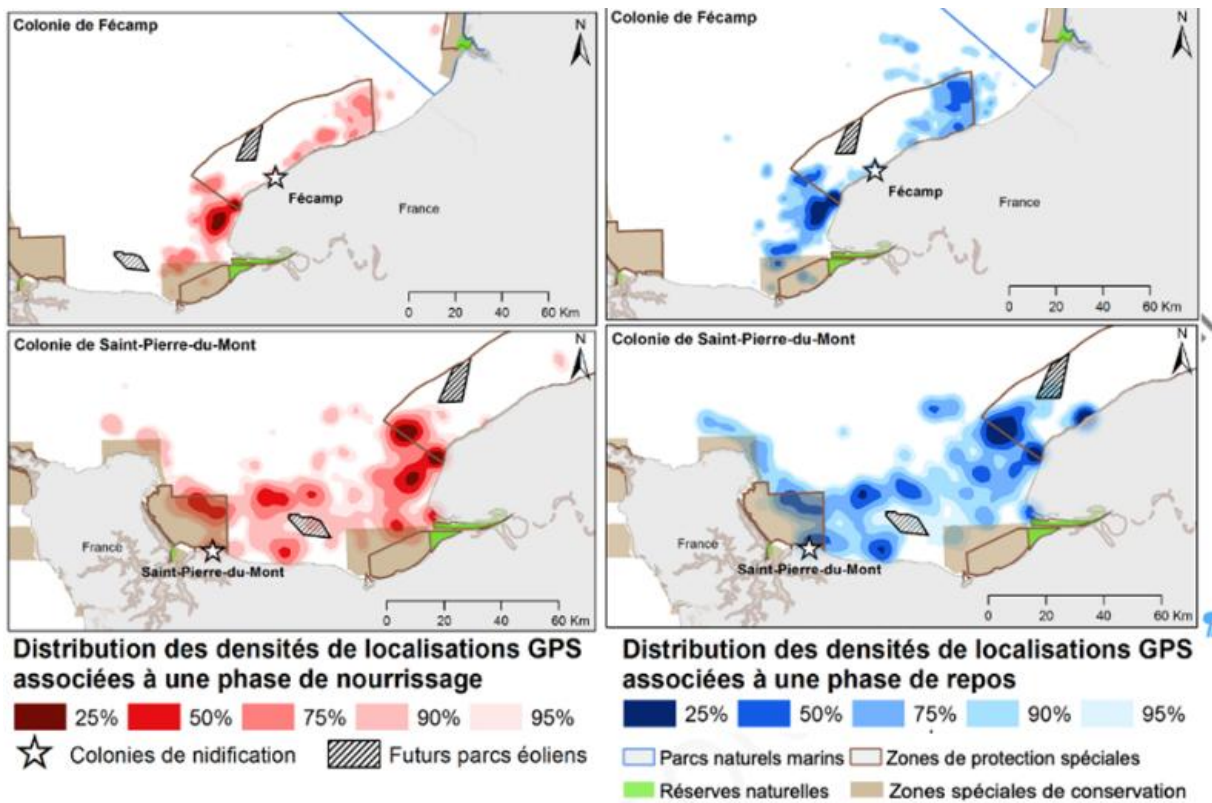 Colonie de Fécamp
N
Fécamp
France
0 20 40 60 Km
Colonie de Fécamp
N
Fécamp
France
0 20 40 60 Km
Colonie de Saint-Pierre-du-Mont
N
France
Saint-Pierre-du-Mont
0 20 40 60 Km
Colonie de Saint-Pierre-du-Mont
N
France
Saint-Pierre-du-Mont
0 20 40 60 Km
Distribution des densités de localisations GPS
associées à une phase de nourrissage
25% 50% 75% 90% 95%
Colonies de nidification Futurs parcs éoliens
Distribution des densités de localisations GPS
associées à une phase de repos
25% 50% 75% 90% 95%
Parcs naturels marins Zones de protection spéciales
Réserves naturelles Zones spéciales de conservation